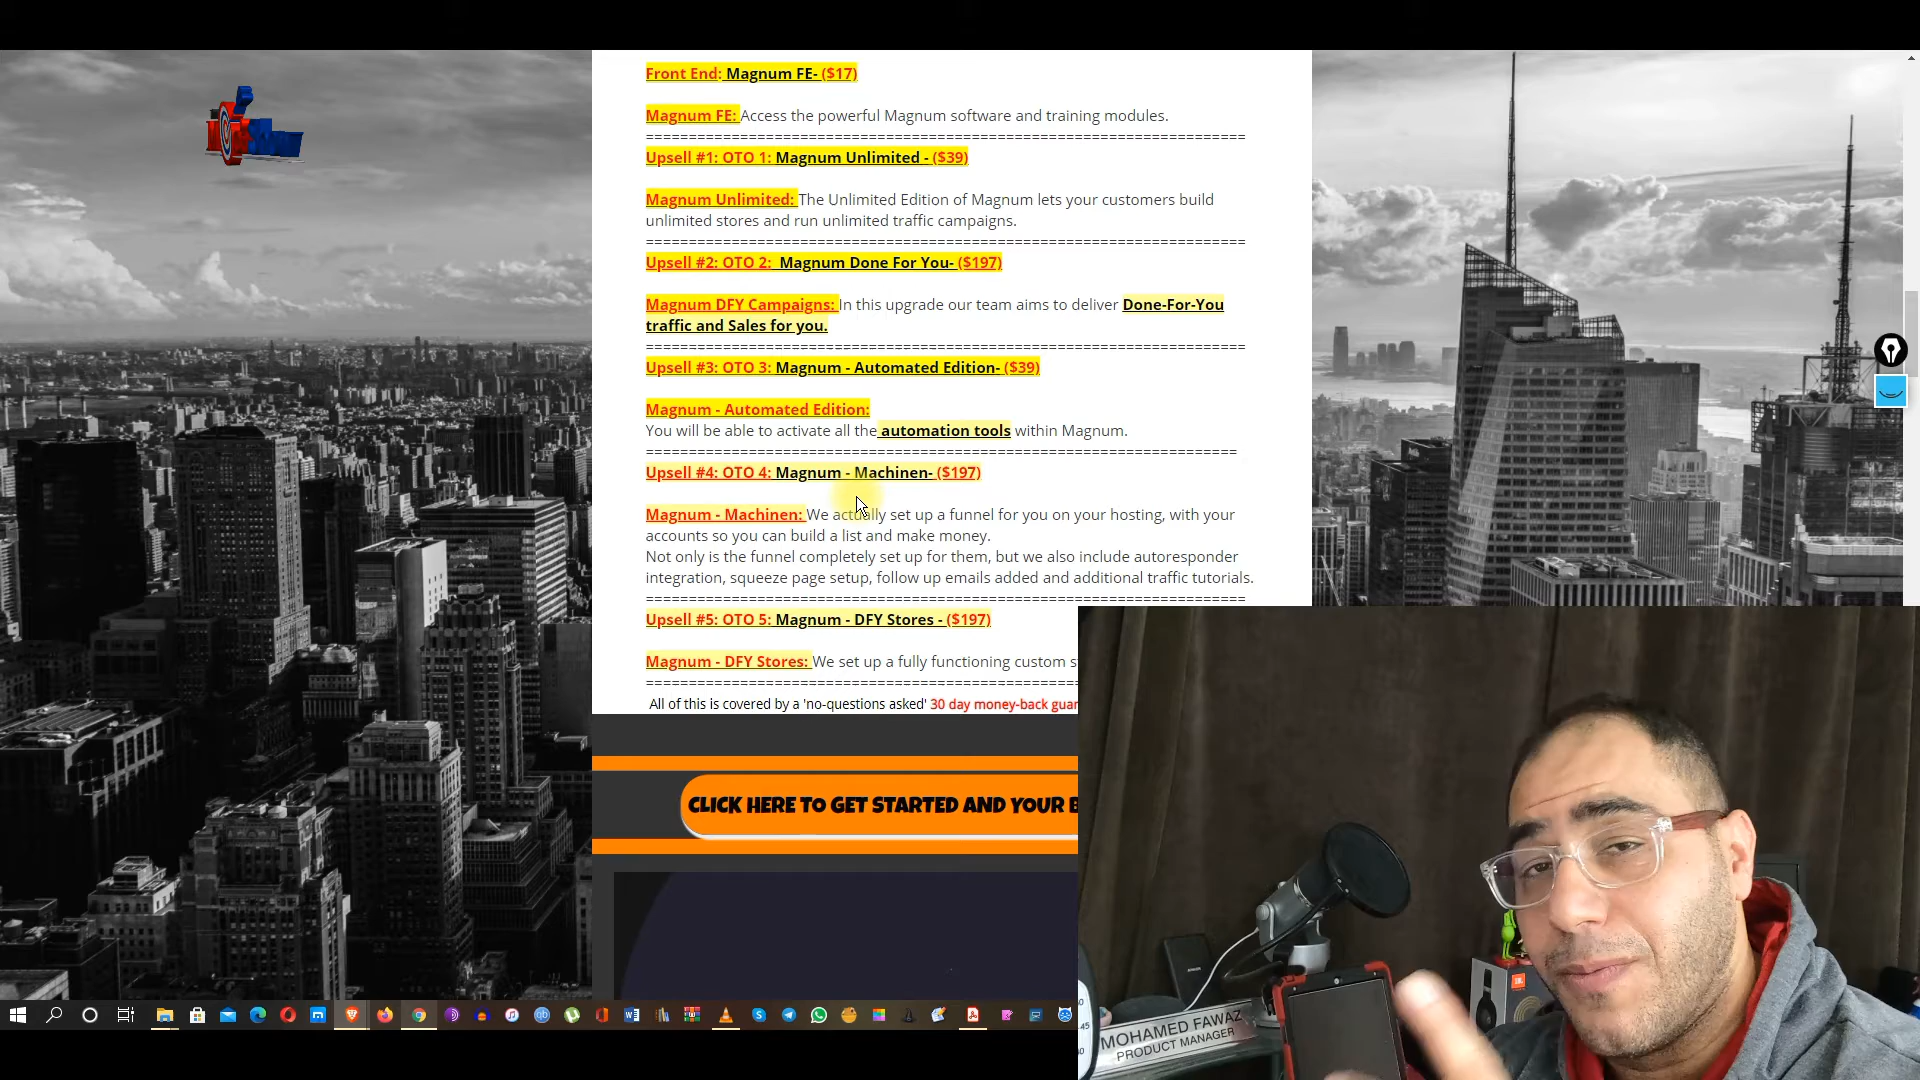 Front End: Magnum FE- ($17)
Magnum FE: Access the powerful Magnum software and training modules.
=====================================================================
Upsell #1: OTO 1: Magnum Unlimited - ($39)
Magnum Unlimited: The Unlimited Edition of Magnum lets your customers build
unlimited stores and run unlimited traffic campaigns.
=====================================================================
Upsell #2: OTO 2: Magnum Done For You- ($197)
Magnum DFY Campaigns: In this upgrade our team aims to deliver Done-For-You
traffic and Sales for you.
=====================================================================
Upsell #3: OTO 3: Magnum - Automated Edition- ($39)
Magnum - Automated Edition:
You will be able to activate all the automation tools within Magnum.
====================================================================
Upsell #4: OTO 4: Magnum - Machinen- ($197)
Magnum - Machinen: We actually set up a funnel for you on your hosting, with your
accounts so you can build a list and make money.
Not only is the funnel completely set up for them, but we also include autoresponder
integration, squeeze page setup, follow up emails added and additional traffic tutorials.
=====================================================================
Upsell #5: OTO 5: Magnum - DFY Stores - ($197)
Magnum - DFY Stores: We set up a fully functioning custom
==================================================
All of this is covered by a 'no-questions asked' 30 day money-back
CLICK HERE TO GET STARTED AND YOUR
MOHAMED FAWAZ
PRODUCT MANAGER
JBL